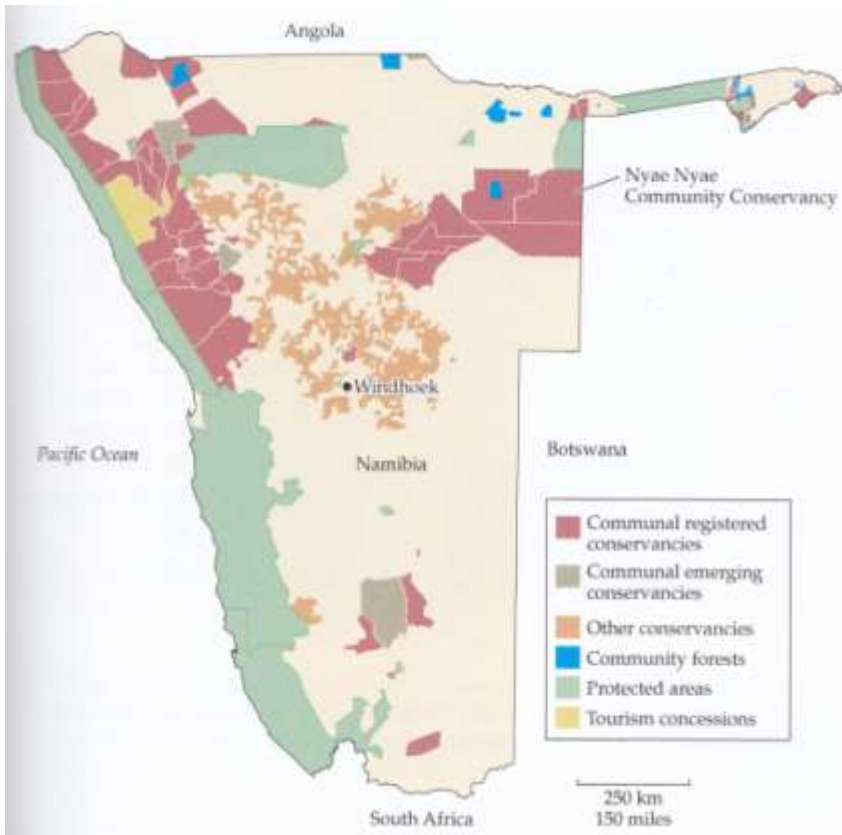 Angola
Nyae Nyae
Community Conservancy
Windhoek
Pacific Ocean
Namibia
Botswana
Communal registered
conservancies
Communal emerging
conservancies
Other conservancies
Community forests
Protected areas
Tourism concessions
250 km
150 miles
South Africa